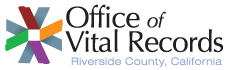 Office of
Vital Records
Riverside County, California